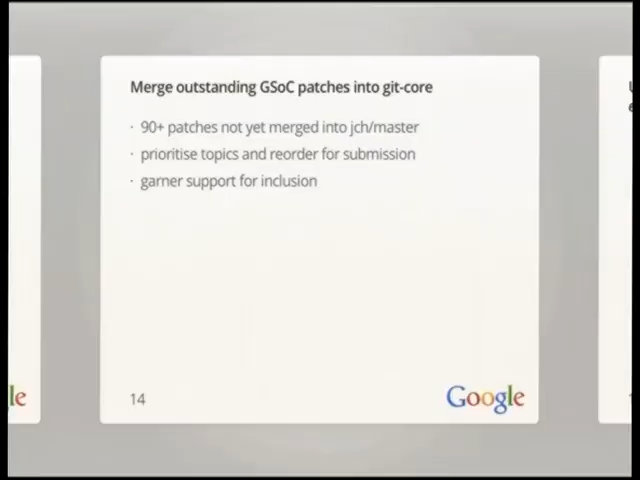 Merge outstanding GSoC patches into git-core
· 90+ patches not yet merged into jch/master
· prioritise topics and reorder for submission
· garner support for inclusion
14
Google
le